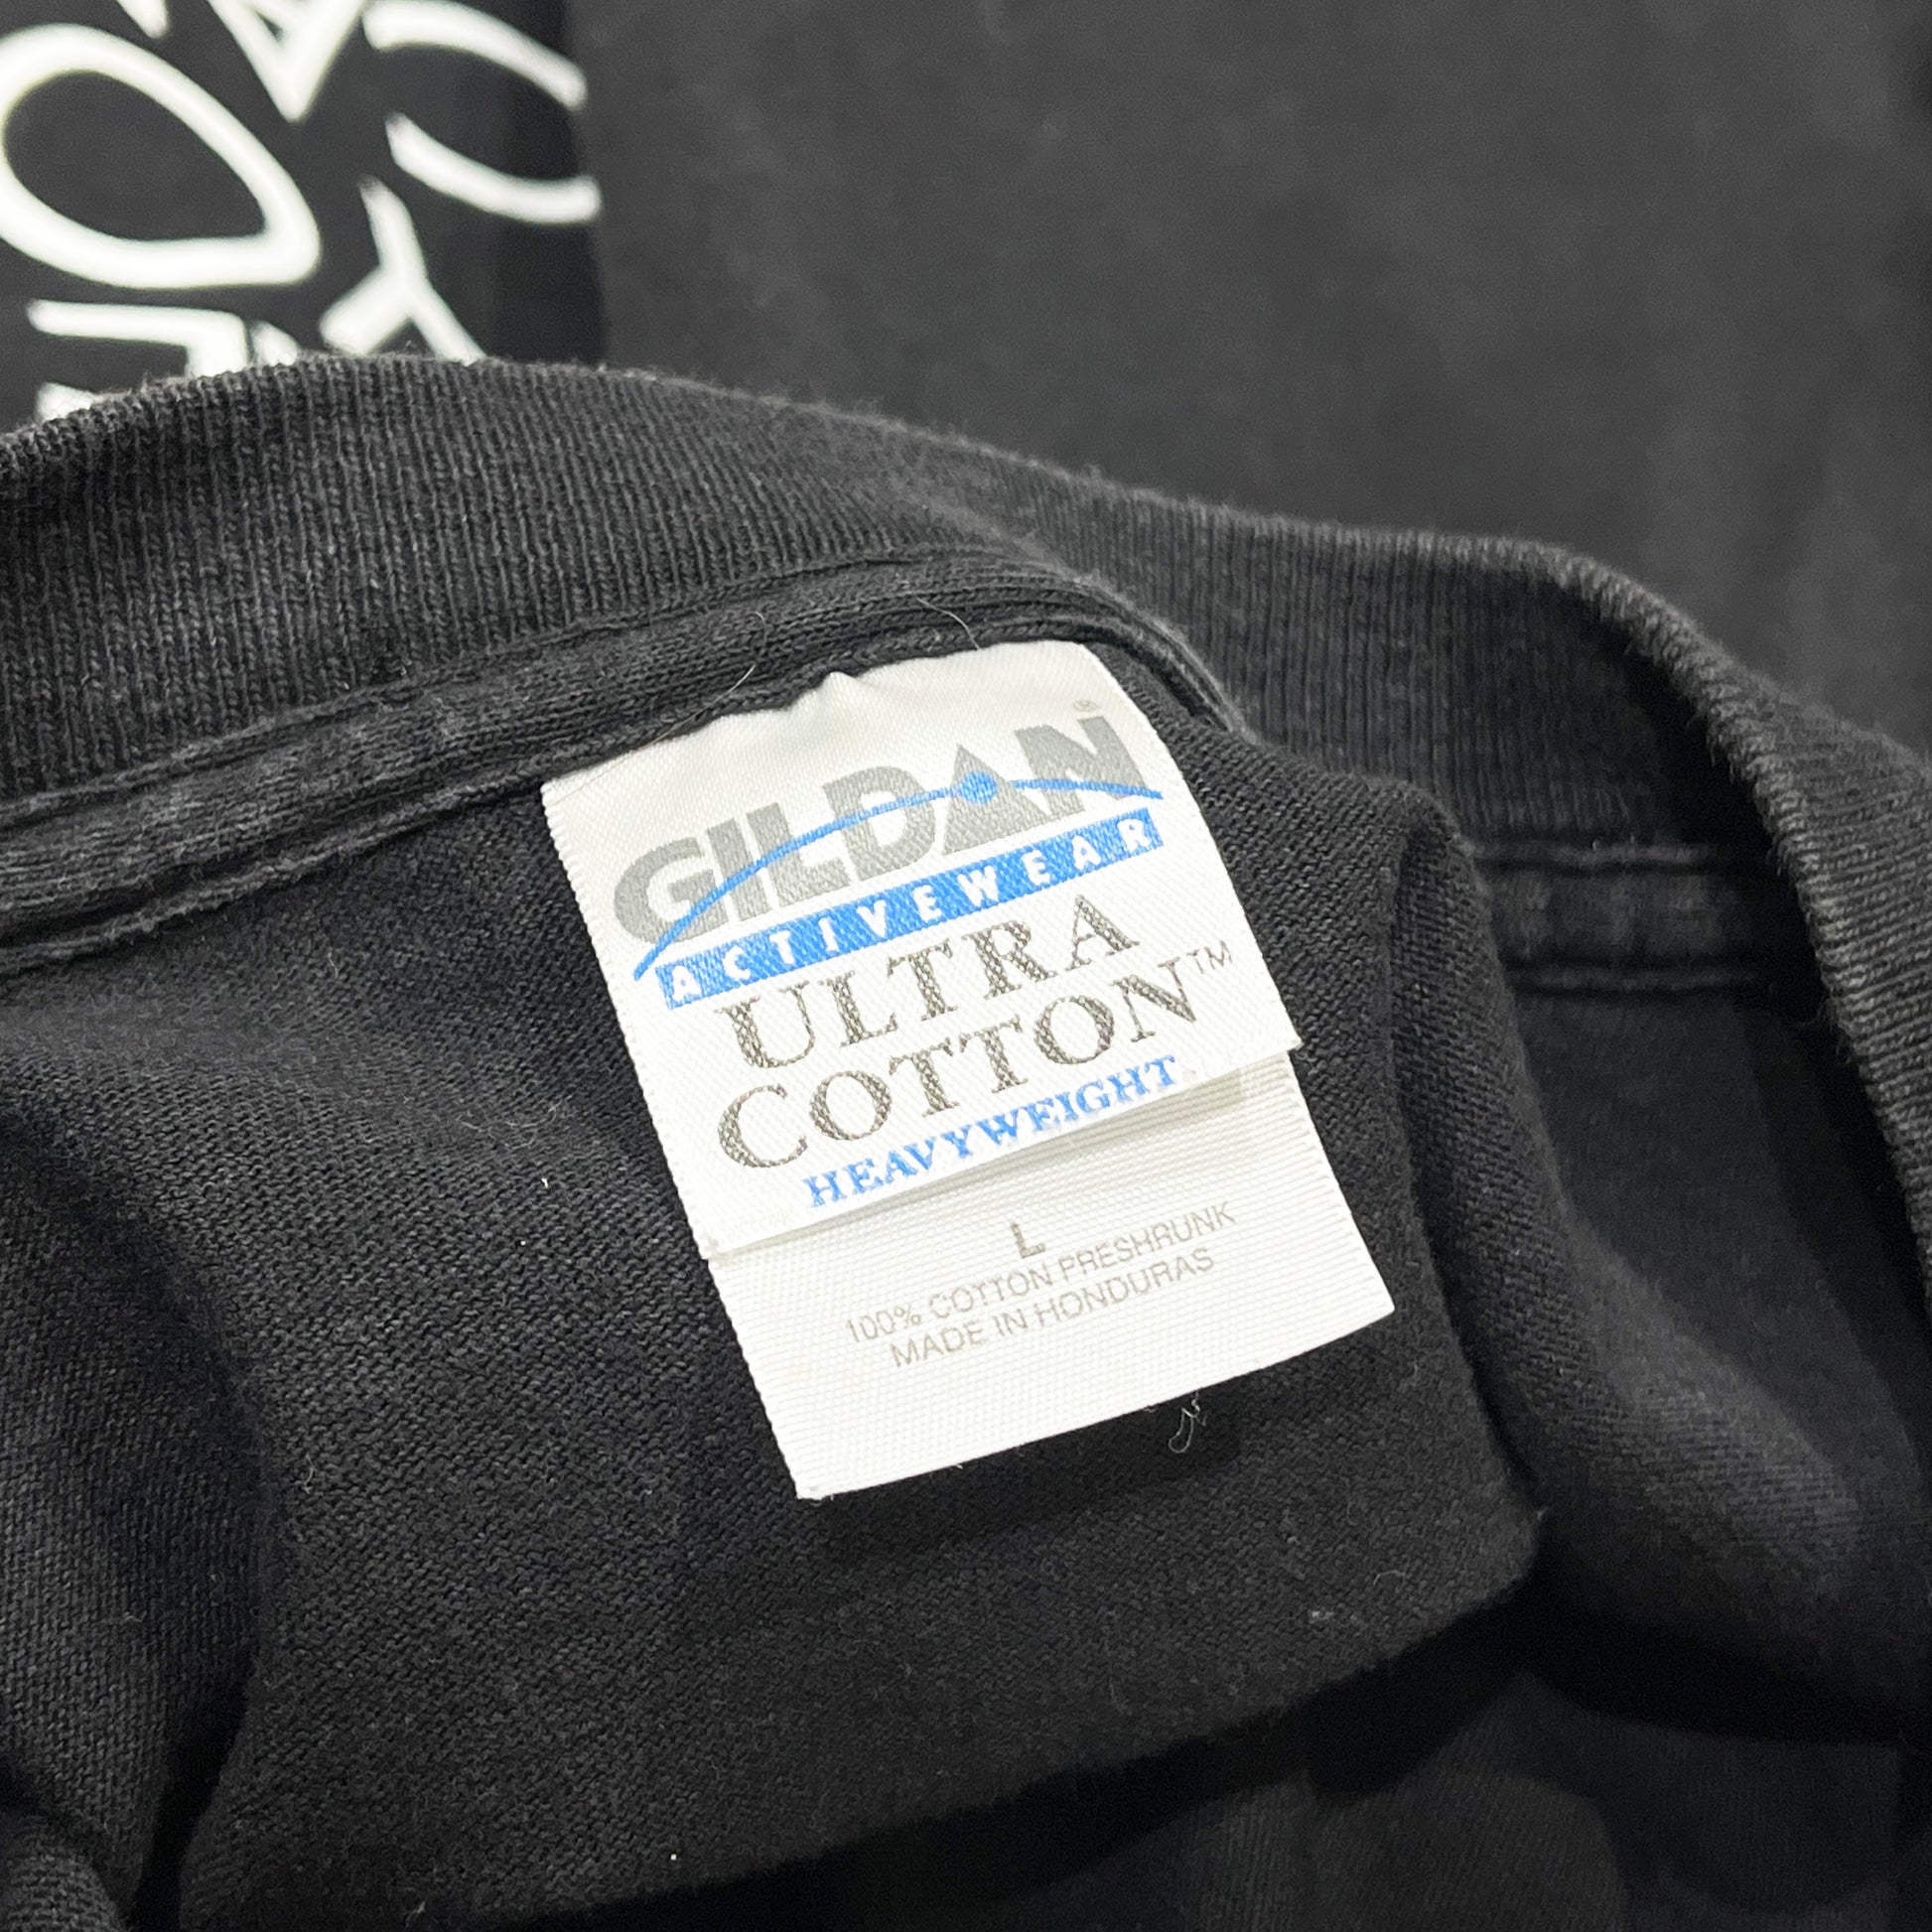 GILDAN®
ACTIVEWEAR
ULTRA
COTTON™
HEAVYWEIGHT
L
100% COTTON PRESHRUNK
MADE IN HONDURAS